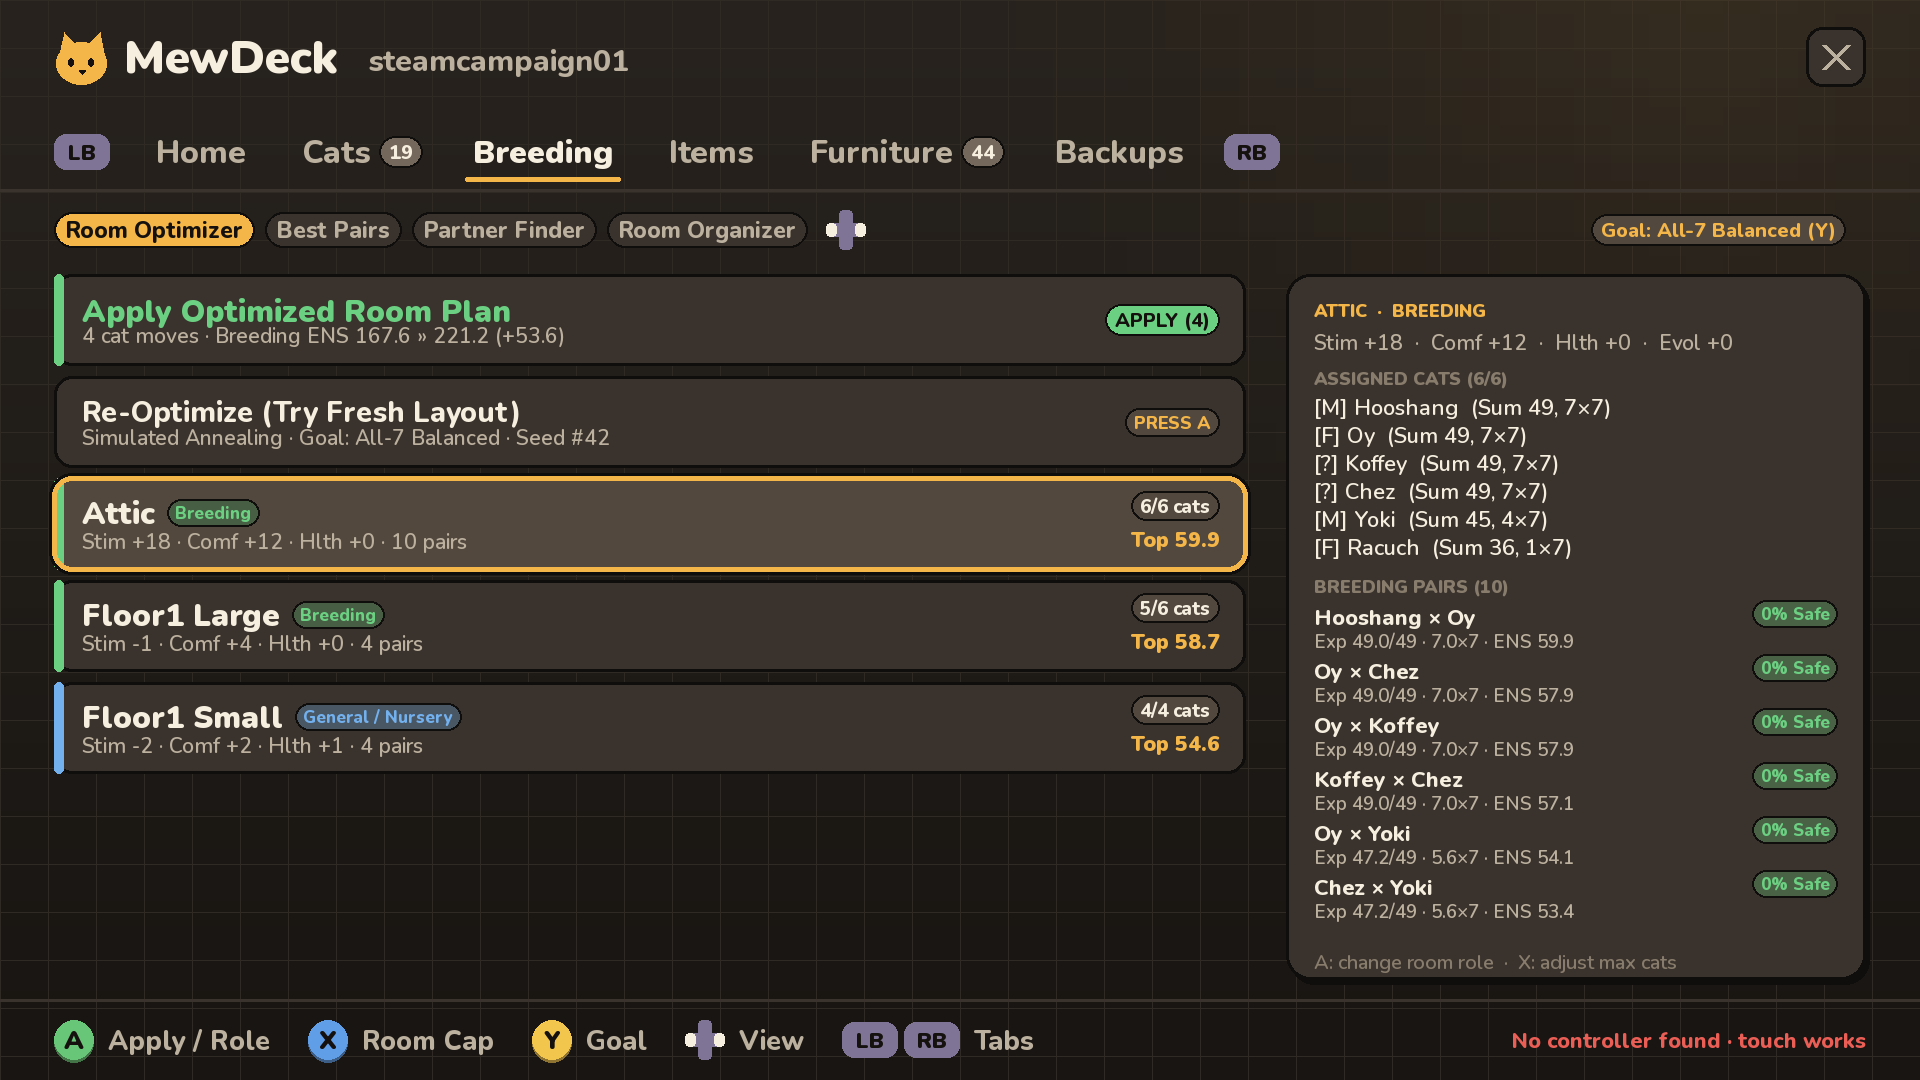 MewDeck steamcampaign01
LB Home Cats 19 Breeding Items Furniture 44 Backups RB
Room Optimizer Best Pairs Partner Finder Room Organizer Goal: All-7 Balanced (Y)
Apply Optimized Room Plan
4 cat moves · Breeding ENS 167.6 » 221.2 (+53.6)
APPLY (4)
Re-Optimize (Try Fresh Layout)
Simulated Annealing · Goal: All-7 Balanced · Seed #42
PRESS A
Attic Breeding
Stim +18 · Comf +12 · Hlth +0 · 10 pairs
6/6 cats
Top 59.9
Floor1 Large Breeding
Stim -1 · Comf +4 · Hlth +0 · 4 pairs
5/6 cats
Top 58.7
Floor1 Small General / Nursery
Stim -2 · Comf +2 · Hlth +1 · 4 pairs
4/4 cats
Top 54.6
ATTIC · BREEDING
Stim +18 · Comf +12 · Hlth +0 · Evol +0
ASSIGNED CATS (6/6)
[M] Hooshang (Sum 49, 7×7)
[F] Oy (Sum 49, 7×7)
[?] Koffey (Sum 49, 7×7)
[?] Chez (Sum 49, 7×7)
[M] Yoki (Sum 45, 4×7)
[F] Racuch (Sum 36, 1×7)
BREEDING PAIRS (10)
Hooshang × Oy 0% Safe
Exp 49.0/49 · 7.0×7 · ENS 59.9
Oy × Chez 0% Safe
Exp 49.0/49 · 7.0×7 · ENS 57.9
Oy × Koffey 0% Safe
Exp 49.0/49 · 7.0×7 · ENS 57.9
Koffey × Chez 0% Safe
Exp 49.0/49 · 7.0×7 · ENS 57.1
Oy × Yoki 0% Safe
Exp 47.2/49 · 5.6×7 · ENS 54.1
Chez × Yoki 0% Safe
Exp 47.2/49 · 5.6×7 · ENS 53.4
A: change room role · X: adjust max cats
A Apply / Role X Room Cap Y Goal View LB RB Tabs No controller found · touch works